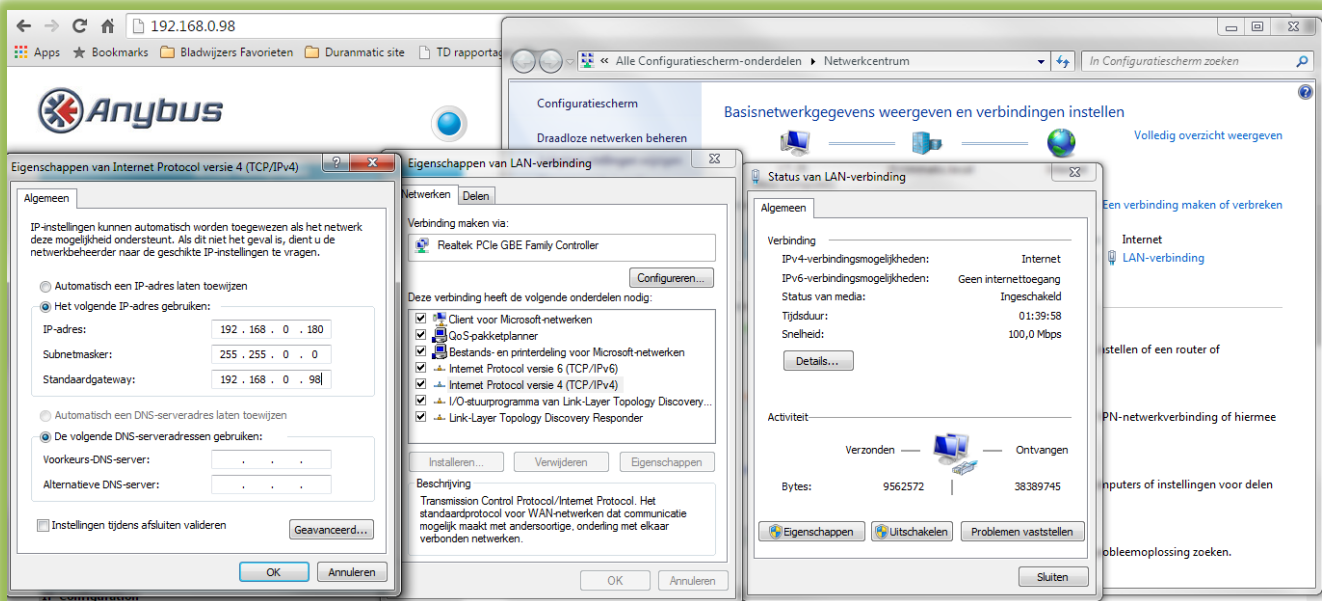 192.168.0.98
Apps
Bookmarks
Bladwijzers Favorieten
Duranmatic site
TD rapportag
Anybus
« Alle Configuratiescherm-onderdelen
Netwerkcentrum
In Configuratiescherm zoeken
Configuratiescherm
Draadloze netwerken beheren
Basisnetwerkgegevens weergeven en verbindingen instellen
Volledig overzicht weergeven
Een verbinding maken of verbreken
Internet
LAN-verbinding
nstellen of een router of
PN-netwerkverbinding of hiermee
nputers of instellingen voor delen
obleemoplossing zoeken.
Eigenschappen van Internet Protocol versie 4 (TCP/IPv4)
Algemeen
IP-instellingen kunnen automatisch worden toegewezen als het netwerk
deze mogelijkheid ondersteunt. Als dit niet het geval is, dient u de
netwerkbeheerder naar de geschikte IP-instellingen te vragen.
Automatisch een IP-adres laten toewijzen
Het volgende IP-adres gebruiken:
IP-adres: 192 . 168 . 0 . 180
Subnetmasker: 255 . 255 . 0 . 0
Standaardgateway: 192 . 168 . 0 . 98
Automatisch een DNS-serveradres laten toewijzen
De volgende DNS-serveradressen gebruiken:
Voorkeurs-DNS-server: . . .
Alternatieve DNS-server: . . .
Instellingen tijdens afsluiten valideren
Geavanceerd...
OK
Annuleren
IP Configuration
Eigenschappen van LAN-verbinding
Netwerken
Delen
Verbinding maken via:
Realtek PCIe GBE Family Controller
Configureren...
Deze verbinding heeft de volgende onderdelen nodig:
Client voor Microsoft-netwerken
QoS-pakketplanner
Bestands- en printerdeling voor Microsoft-netwerken
Internet Protocol versie 6 (TCP/IPv6)
Internet Protocol versie 4 (TCP/IPv4)
I/O-stuurprogramma van Link-Layer Topology Discovery...
Link-Layer Topology Discovery Responder
Installeren...
Verwijderen
Eigenschappen
Beschrijving
Transmission Control Protocol/Internet Protocol. Het
standaardprotocol voor WAN-netwerken dat communicatie
mogelijk maakt met andersoortige, onderling met elkaar
verbonden netwerken.
OK
Annuleren
Status van LAN-verbinding
Algemeen
Verbinding
IPv4-verbindingsmogelijkheden: Internet
IPv6-verbindingsmogelijkheden: Geen internettoegang
Status van media: Ingeschakeld
Tijdsduur: 01:39:58
Snelheid: 100,0 Mbps
Details...
Activiteit
Verzonden
Ontvangen
Bytes: 9562572 38389745
Eigenschappen
Uitschakelen
Problemen vaststellen
Sluiten